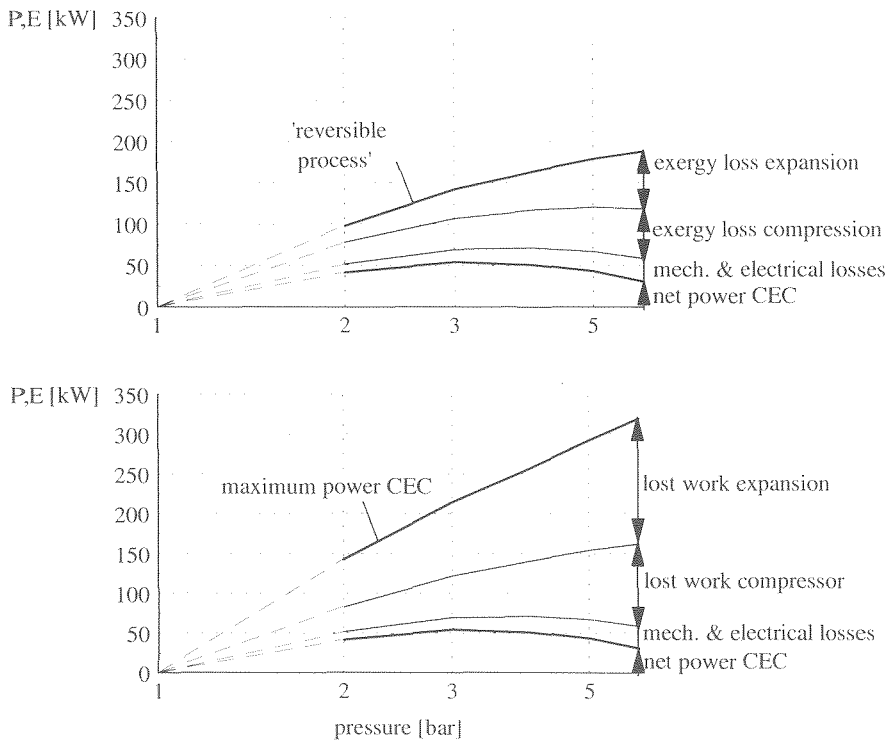 P,E [kW]
350
300
250
200
150
100
50
0
'reversible
process'
exergy loss expansion
exergy loss compression
mech. & electrical losses
net power CEC
1
2
3
5
P,E [kW]
350
300
250
200
150
100
50
0
maximum power CEC
lost work expansion
lost work compressor
mech. & electrical losses
net power CEC
1
2
3
5
pressure [bar]